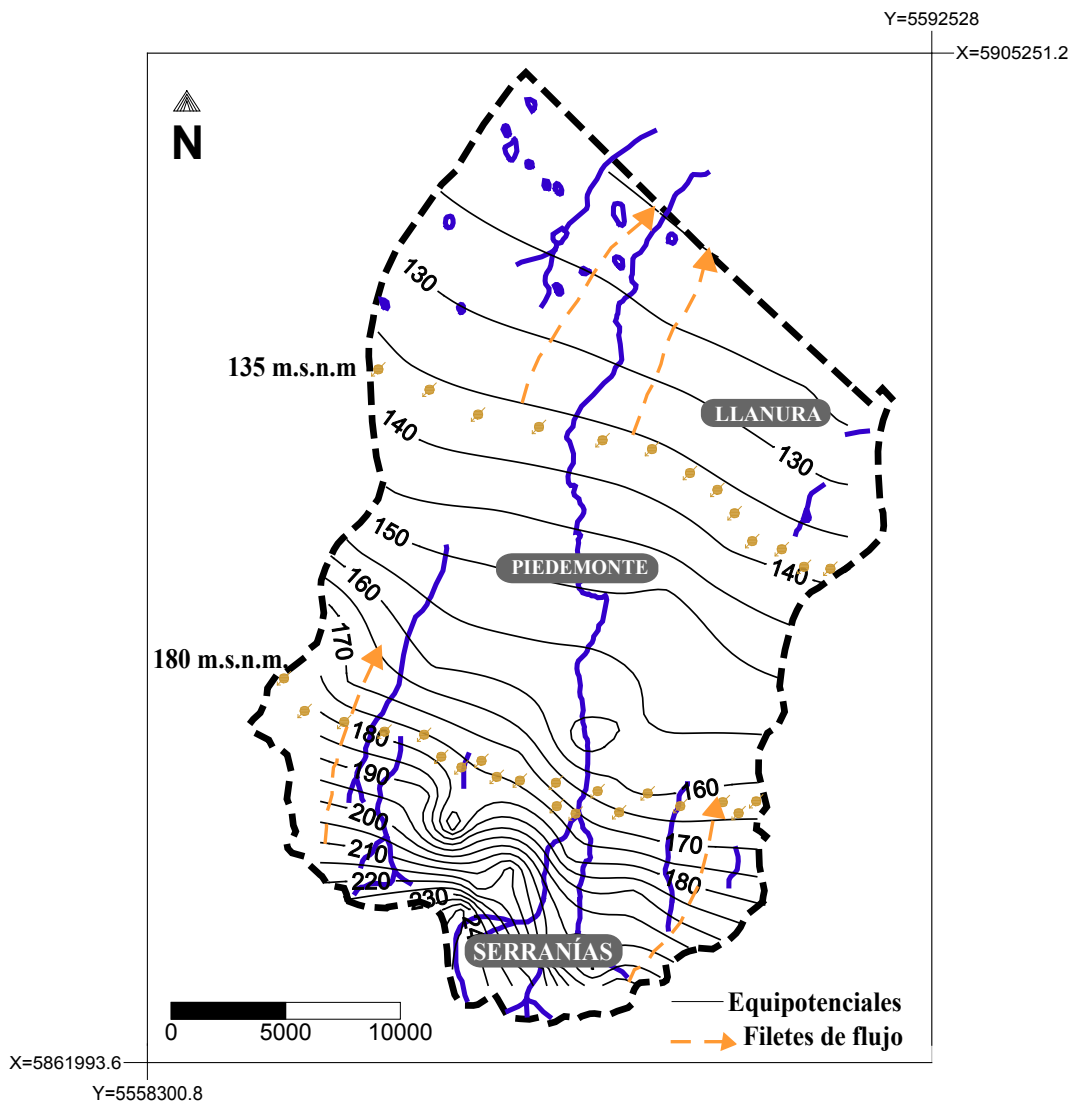 Y=5592528
X=5905251.2
N
130
135 m.s.n.m
LLANURA
140
130
150
PIEDEMONTE
140
160
170
180 m.s.n.m.
180
190
160
200
170
210
180
220
230
SERRANÍAS
Equipotenciales
0 5000 10000
Filetes de flujo
X=5861993.6
Y=5558300.8